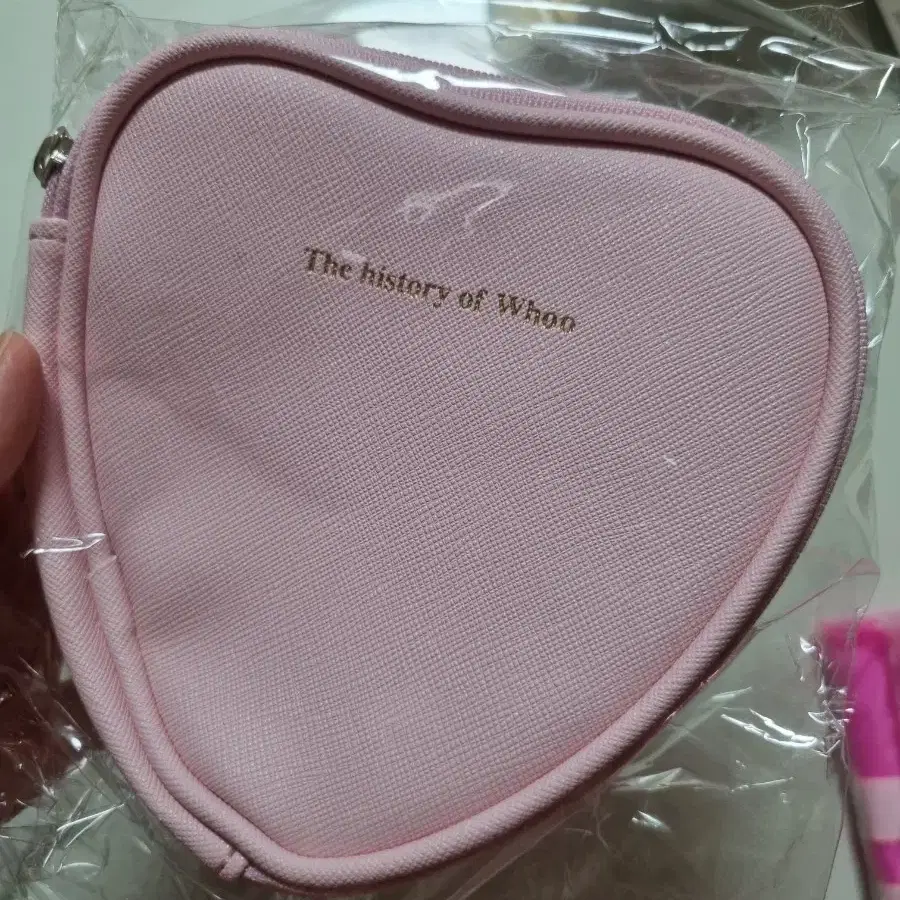 The history of Whoo